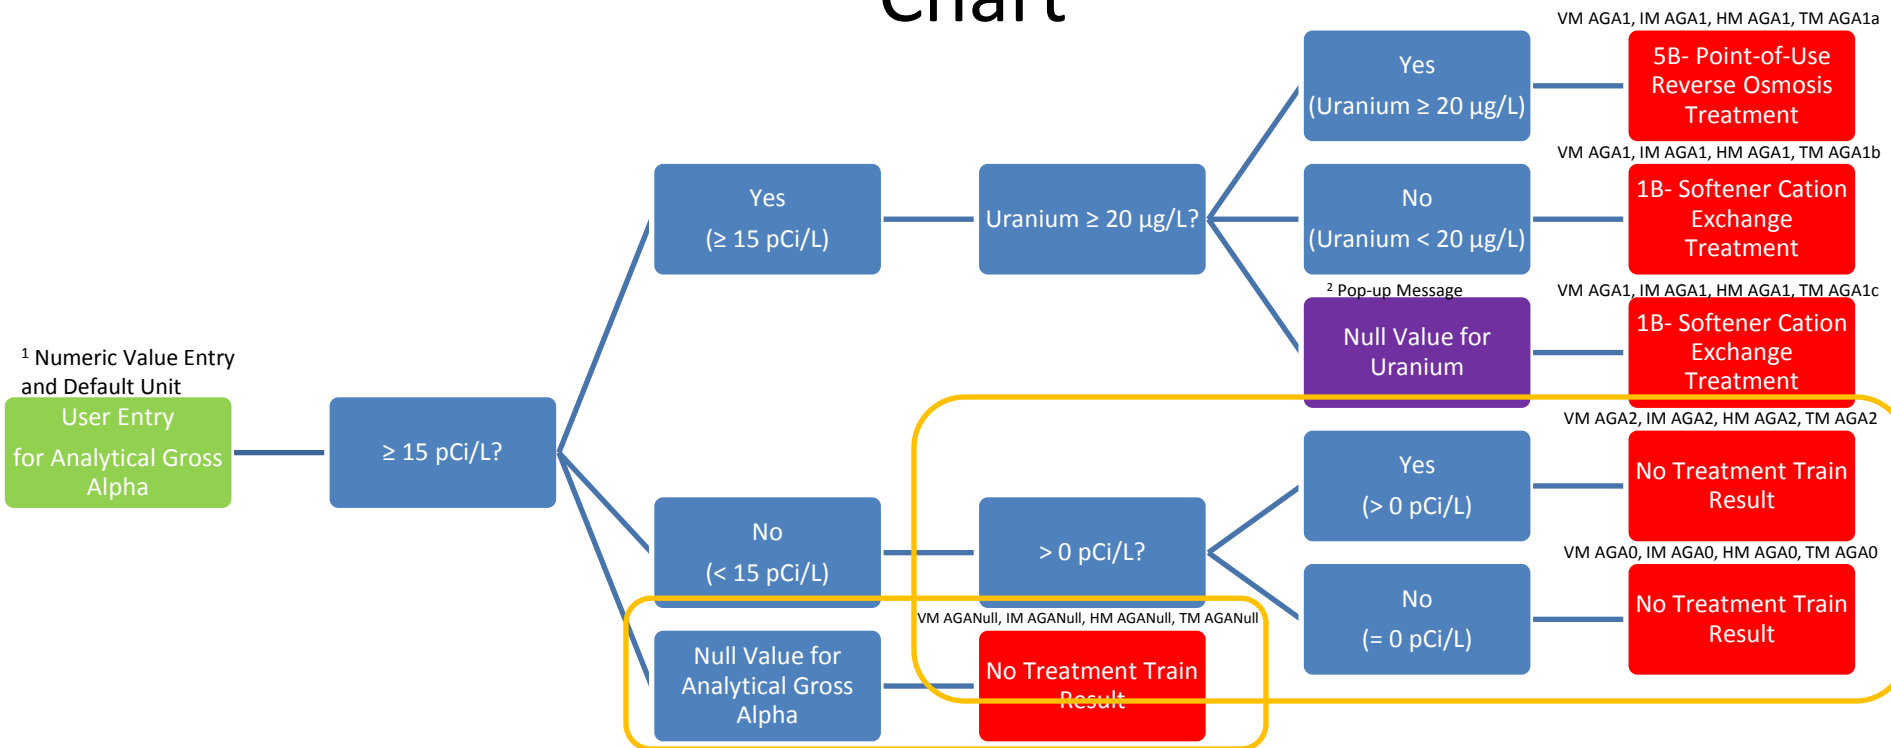 Chart
VM AGA1, IM AGA1, HM AGA1, TM AGA1a
5B- Point-of-Use
Reverse Osmosis
Treatment
Yes
(Uranium ≥ 20 µg/L)
VM AGA1, IM AGA1, HM AGA1, TM AGA1b
1B- Softener Cation
Exchange
Treatment
No
(Uranium < 20 µg/L)
Yes
(≥ 15 pCi/L)
Uranium ≥ 20 µg/L?
2 Pop-up Message
Null Value for
Uranium
VM AGA1, IM AGA1, HM AGA1, TM AGA1c
1B- Softener Cation
Exchange
Treatment
1 Numeric Value Entry
and Default Unit
User Entry
for Analytical Gross
Alpha
≥ 15 pCi/L?
VM AGA2, IM AGA2, HM AGA2, TM AGA2
Yes
(> 0 pCi/L)
No Treatment Train
Result
No
(< 15 pCi/L)
> 0 pCi/L?
VM AGA0, IM AGA0, HM AGA0, TM AGA0
No
(= 0 pCi/L)
No Treatment Train
Result
VM AGANull, IM AGANull, HM AGANull, TM AGANull
Null Value for
Analytical Gross
Alpha
No Treatment Train
Result